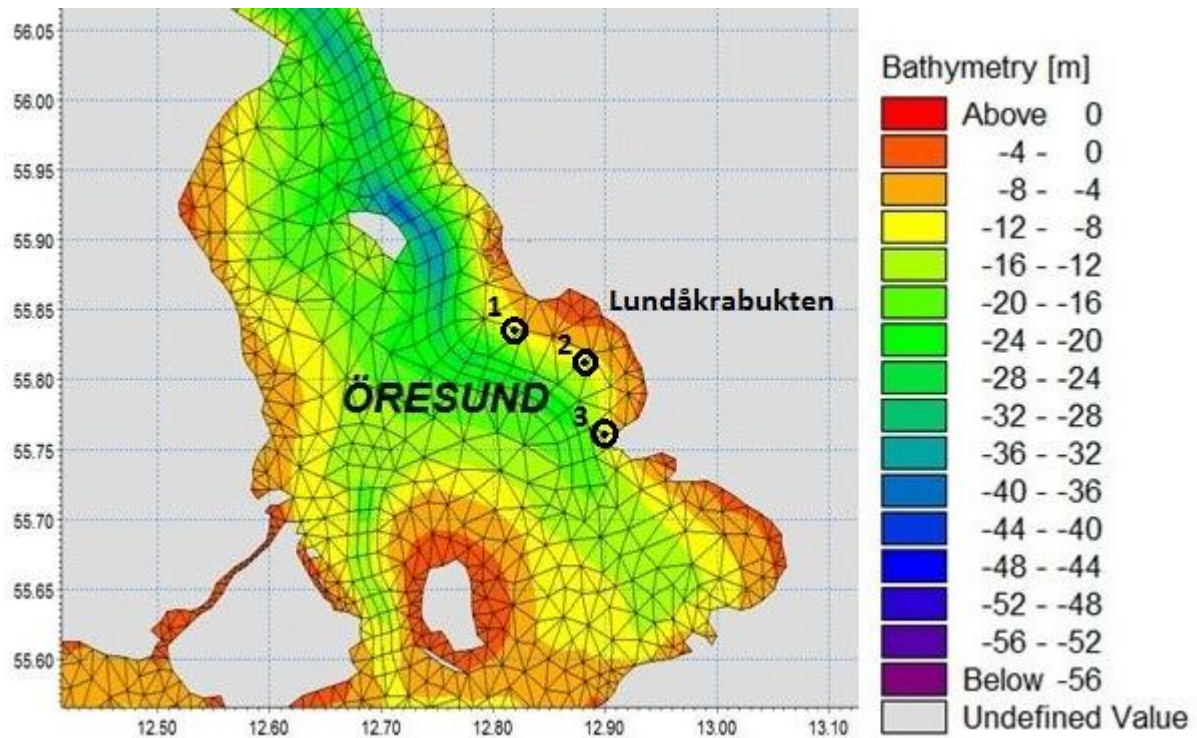 56.05
56.00
55.95
55.90
55.85
55.80
55.75
55.70
55.65
55.60
12.50
12.60
12.70
12.80
12.90
13.00
13.10
1
2
3
Lundåkrabukten
ÖRESUND
Bathymetry [m]
Above 0
-4 - 0
-8 - -4
-12 - -8
-16 - -12
-20 - -16
-24 - -20
-28 - -24
-32 - -28
-36 - -32
-40 - -36
-44 - -40
-48 - -44
-52 - -48
-56 - -52
Below -56
Undefined Value